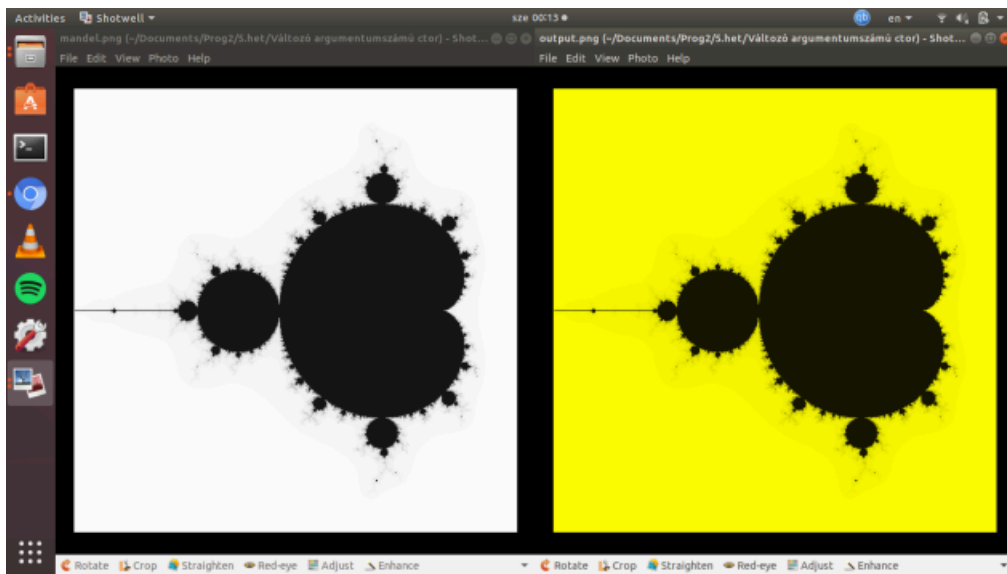 Activities Shotwell sze 00:13 en
mandel.png (~/Documents/Prog2/5.het/Változó argumentumszámú ctor) - Shot...
File Edit View Photo Help
output.png (~/Documents/Prog2/5.het/Változó argumentumszámú ctor) - Shot...
File Edit View Photo Help
qb
Rotate Crop Straighten Red-eye Adjust Enhance
Rotate Crop Straighten Red-eye Adjust Enhance